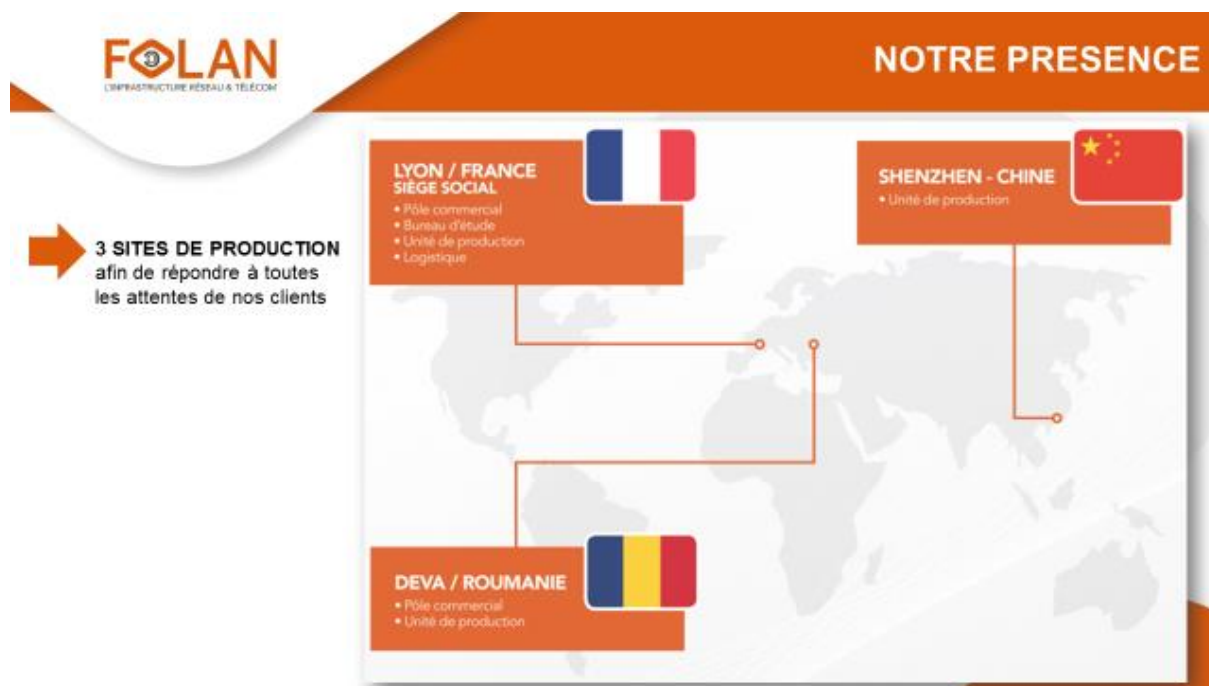 FOLAN
L'INFRASTRUCTURE RÉSEAU & TÉLÉCOM
NOTRE PRESENCE
3 SITES DE PRODUCTION
afin de répondre à toutes
les attentes de nos clients
LYON / FRANCE
SIÈGE SOCIAL
• Pôle commercial
• Bureau d'étude
• Unité de production
• Logistique
SHENZHEN - CHINE
• Unité de production
DEVA / ROUMANIE
• Pôle commercial
• Unité de production